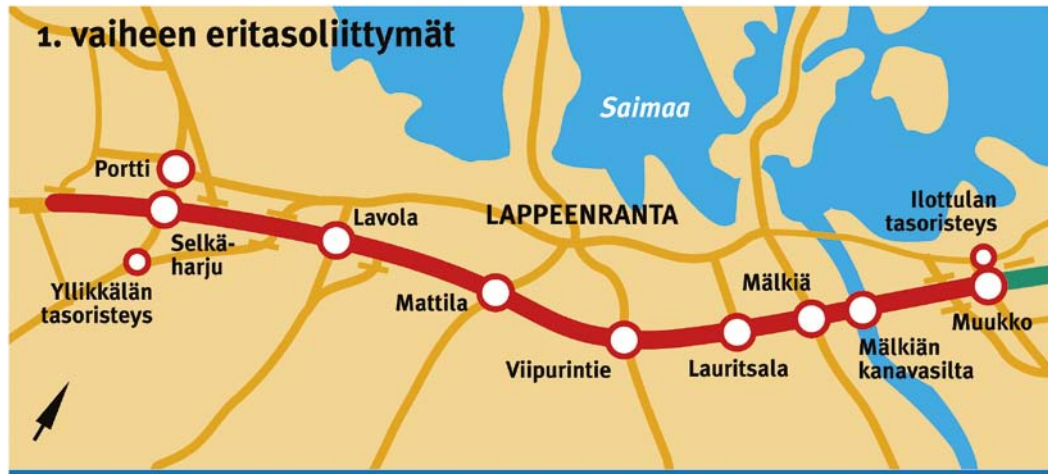 1. vaiheen eritasoliittymät
Saimaa
Portti
Selkä-
harju
Yllikkälän
tasoristeys
Lavola
LAPPEENRANTA
Mattila
Viipurintie
Lauritsala
Mälkiä
Mälkiän
kanavasilta
Ilottulan
tasoristeys
Muukko